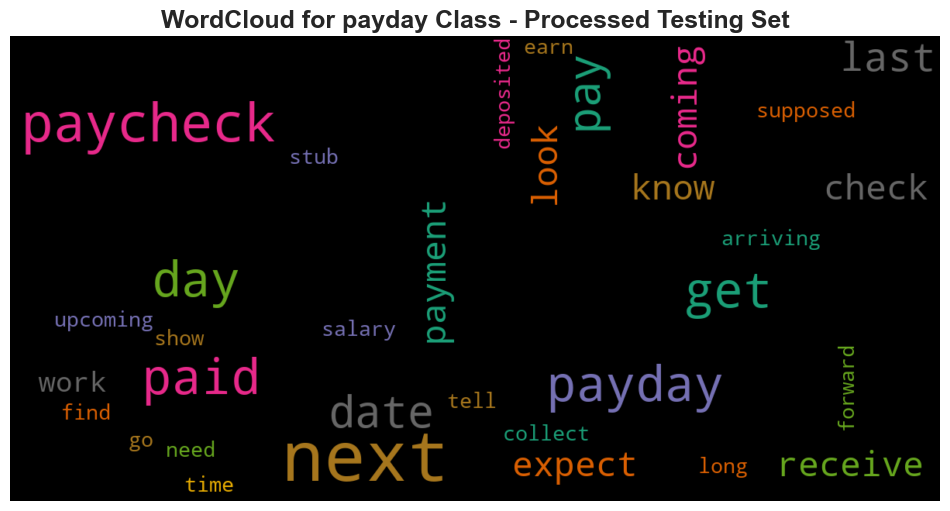 WordCloud for payday Class - Processed Testing Set
earn
last
deposited
pay
coming
supposed
paycheck
stub
look
know
check
payment
arriving
day
get
upcoming
salary
show
work
paid
payday
forward
find
date
tell
go
need
next
collect
expect
long
receive
time